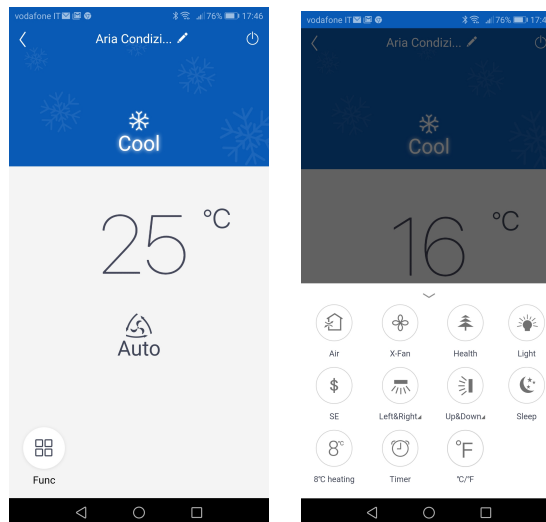 vodafone IT 76% 17:46
Aria Condizi...
Cool
25 °C
Auto
Func
vodafone IT 76% 17:4
Aria Condizi...
Cool
16 °C
Air X-Fan Health Light
$
SE Left&Right Up&Down Sleep
8°C °F
8℃ heating Timer °C/°F